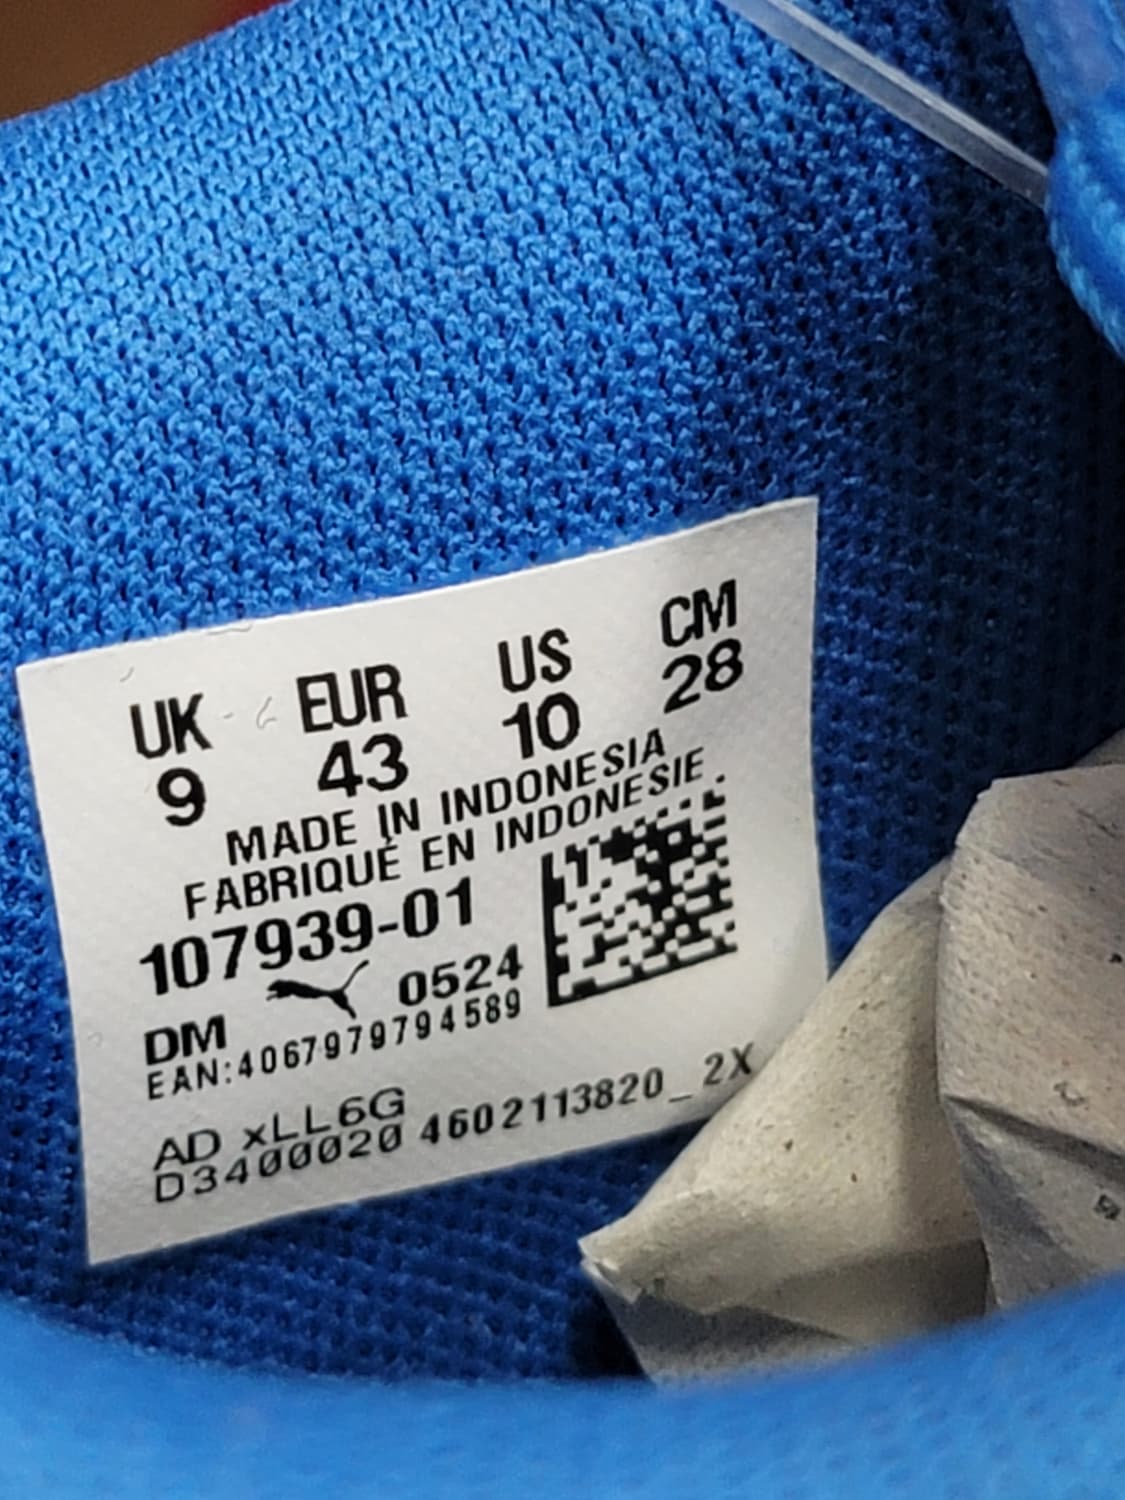 UK EUR US CM
9 43 10 28
MADE IN INDONESIA
FABRIQUÉ EN INDONESIE
107939-01
DM 0524
EAN:4067979794589
AD xLL6G
D3400020 4602113820_2X